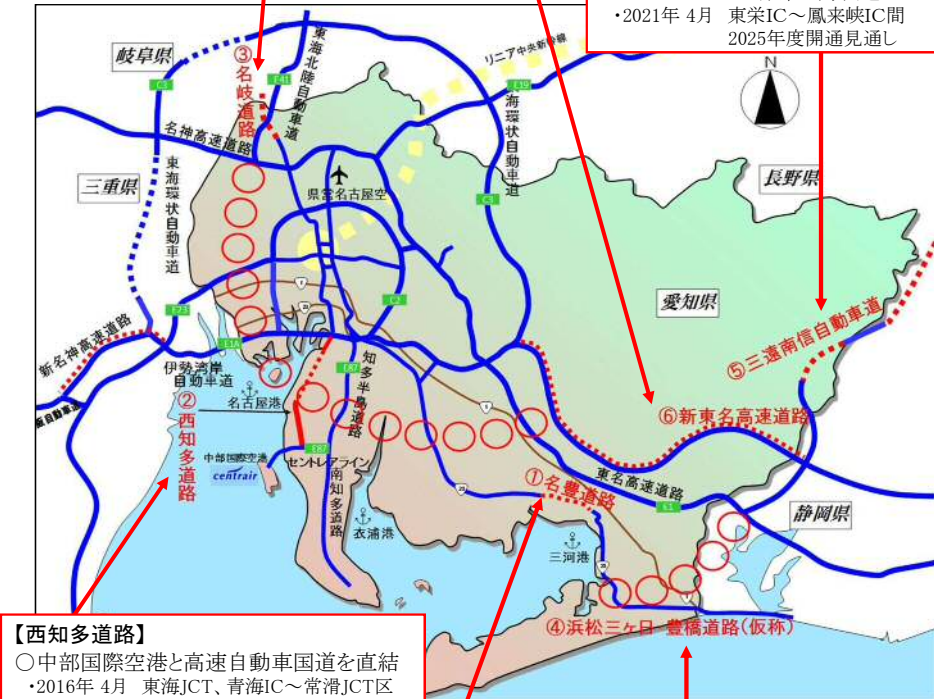 ・2021年 4月 東栄IC～鳳来峡IC間
2025年度開通見通し
岐阜県
③名岐道路
東海北陸自動車道
リニア中央新幹線
N
C3
E41
E19
名神高速道路
海環状自動車道
三重県
東海環状自動車道
県営名古屋空
長野県
C3
愛知県
C2
E23
新名神高速道路
E1A
伊勢湾岸
自動車道
名古屋港
知多半島道路
E87
⑤三遠南信自動車道
⑥新東名高速道路
自動車道
②西知多道路
中部国際空港
centrair
E87
セントレアライン
南知多道路
衣浦港
①名豊道路
23
東名高速道路
E1
静岡県
三河港
④浜松三ヶ日・豊橋道路(仮称)
【西知多道路】
○中部国際空港と高速自動車国道を直結
・2016年 4月 東海JCT、青海IC～常滑JCT区